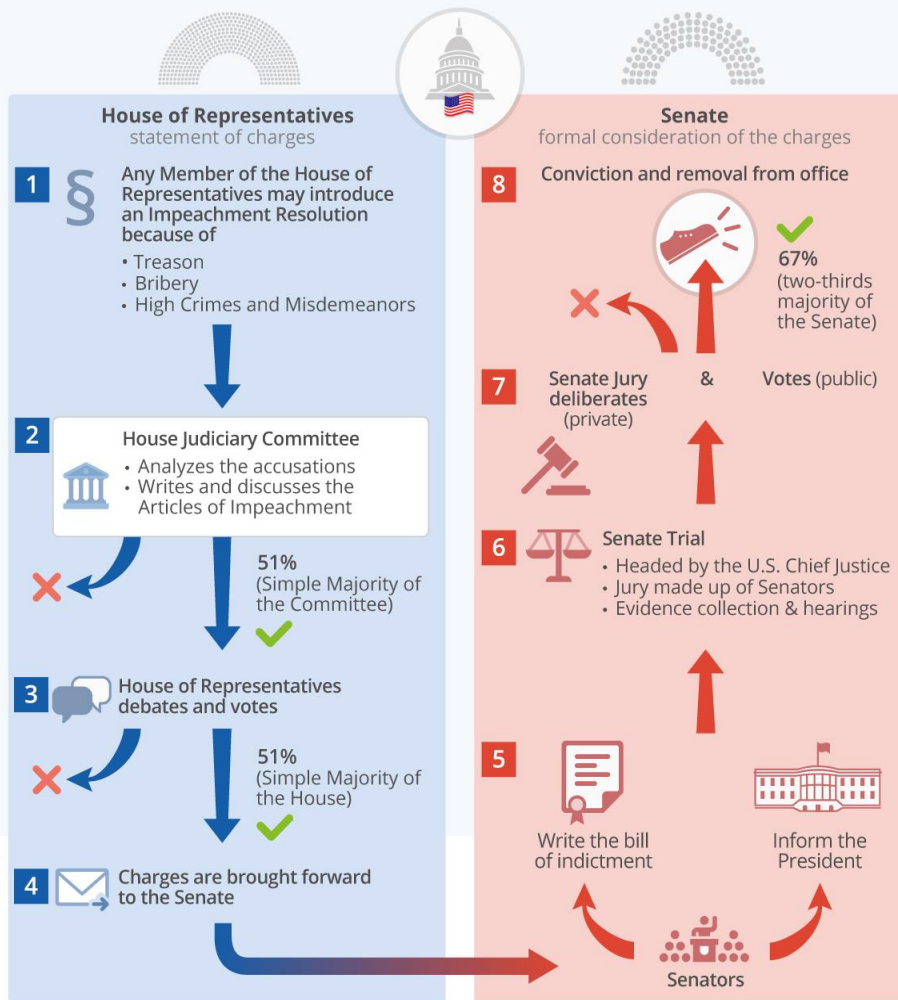 House of Representatives
statement of charges
1
Any Member of the House of
Representatives may introduce
an Impeachment Resolution
because of
• Treason
• Bribery
• High Crimes and Misdemeanors
2
House Judiciary Committee
• Analyzes the accusations
• Writes and discusses the
Articles of Impeachment
51%
(Simple Majority of
the Committee)
3
House of Representatives
debates and votes
51%
(Simple Majority of
the House)
4
Charges are brought forward
to the Senate
Senate
formal consideration of the charges
8
Conviction and removal from office
67%
(two-thirds
majority of
the Senate)
7
Senate Jury
deliberates
(private)
&
Votes (public)
6
Senate Trial
• Headed by the U.S. Chief Justice
• Jury made up of Senators
• Evidence collection & hearings
5
Write the bill
of indictment
Inform the
President
Senators